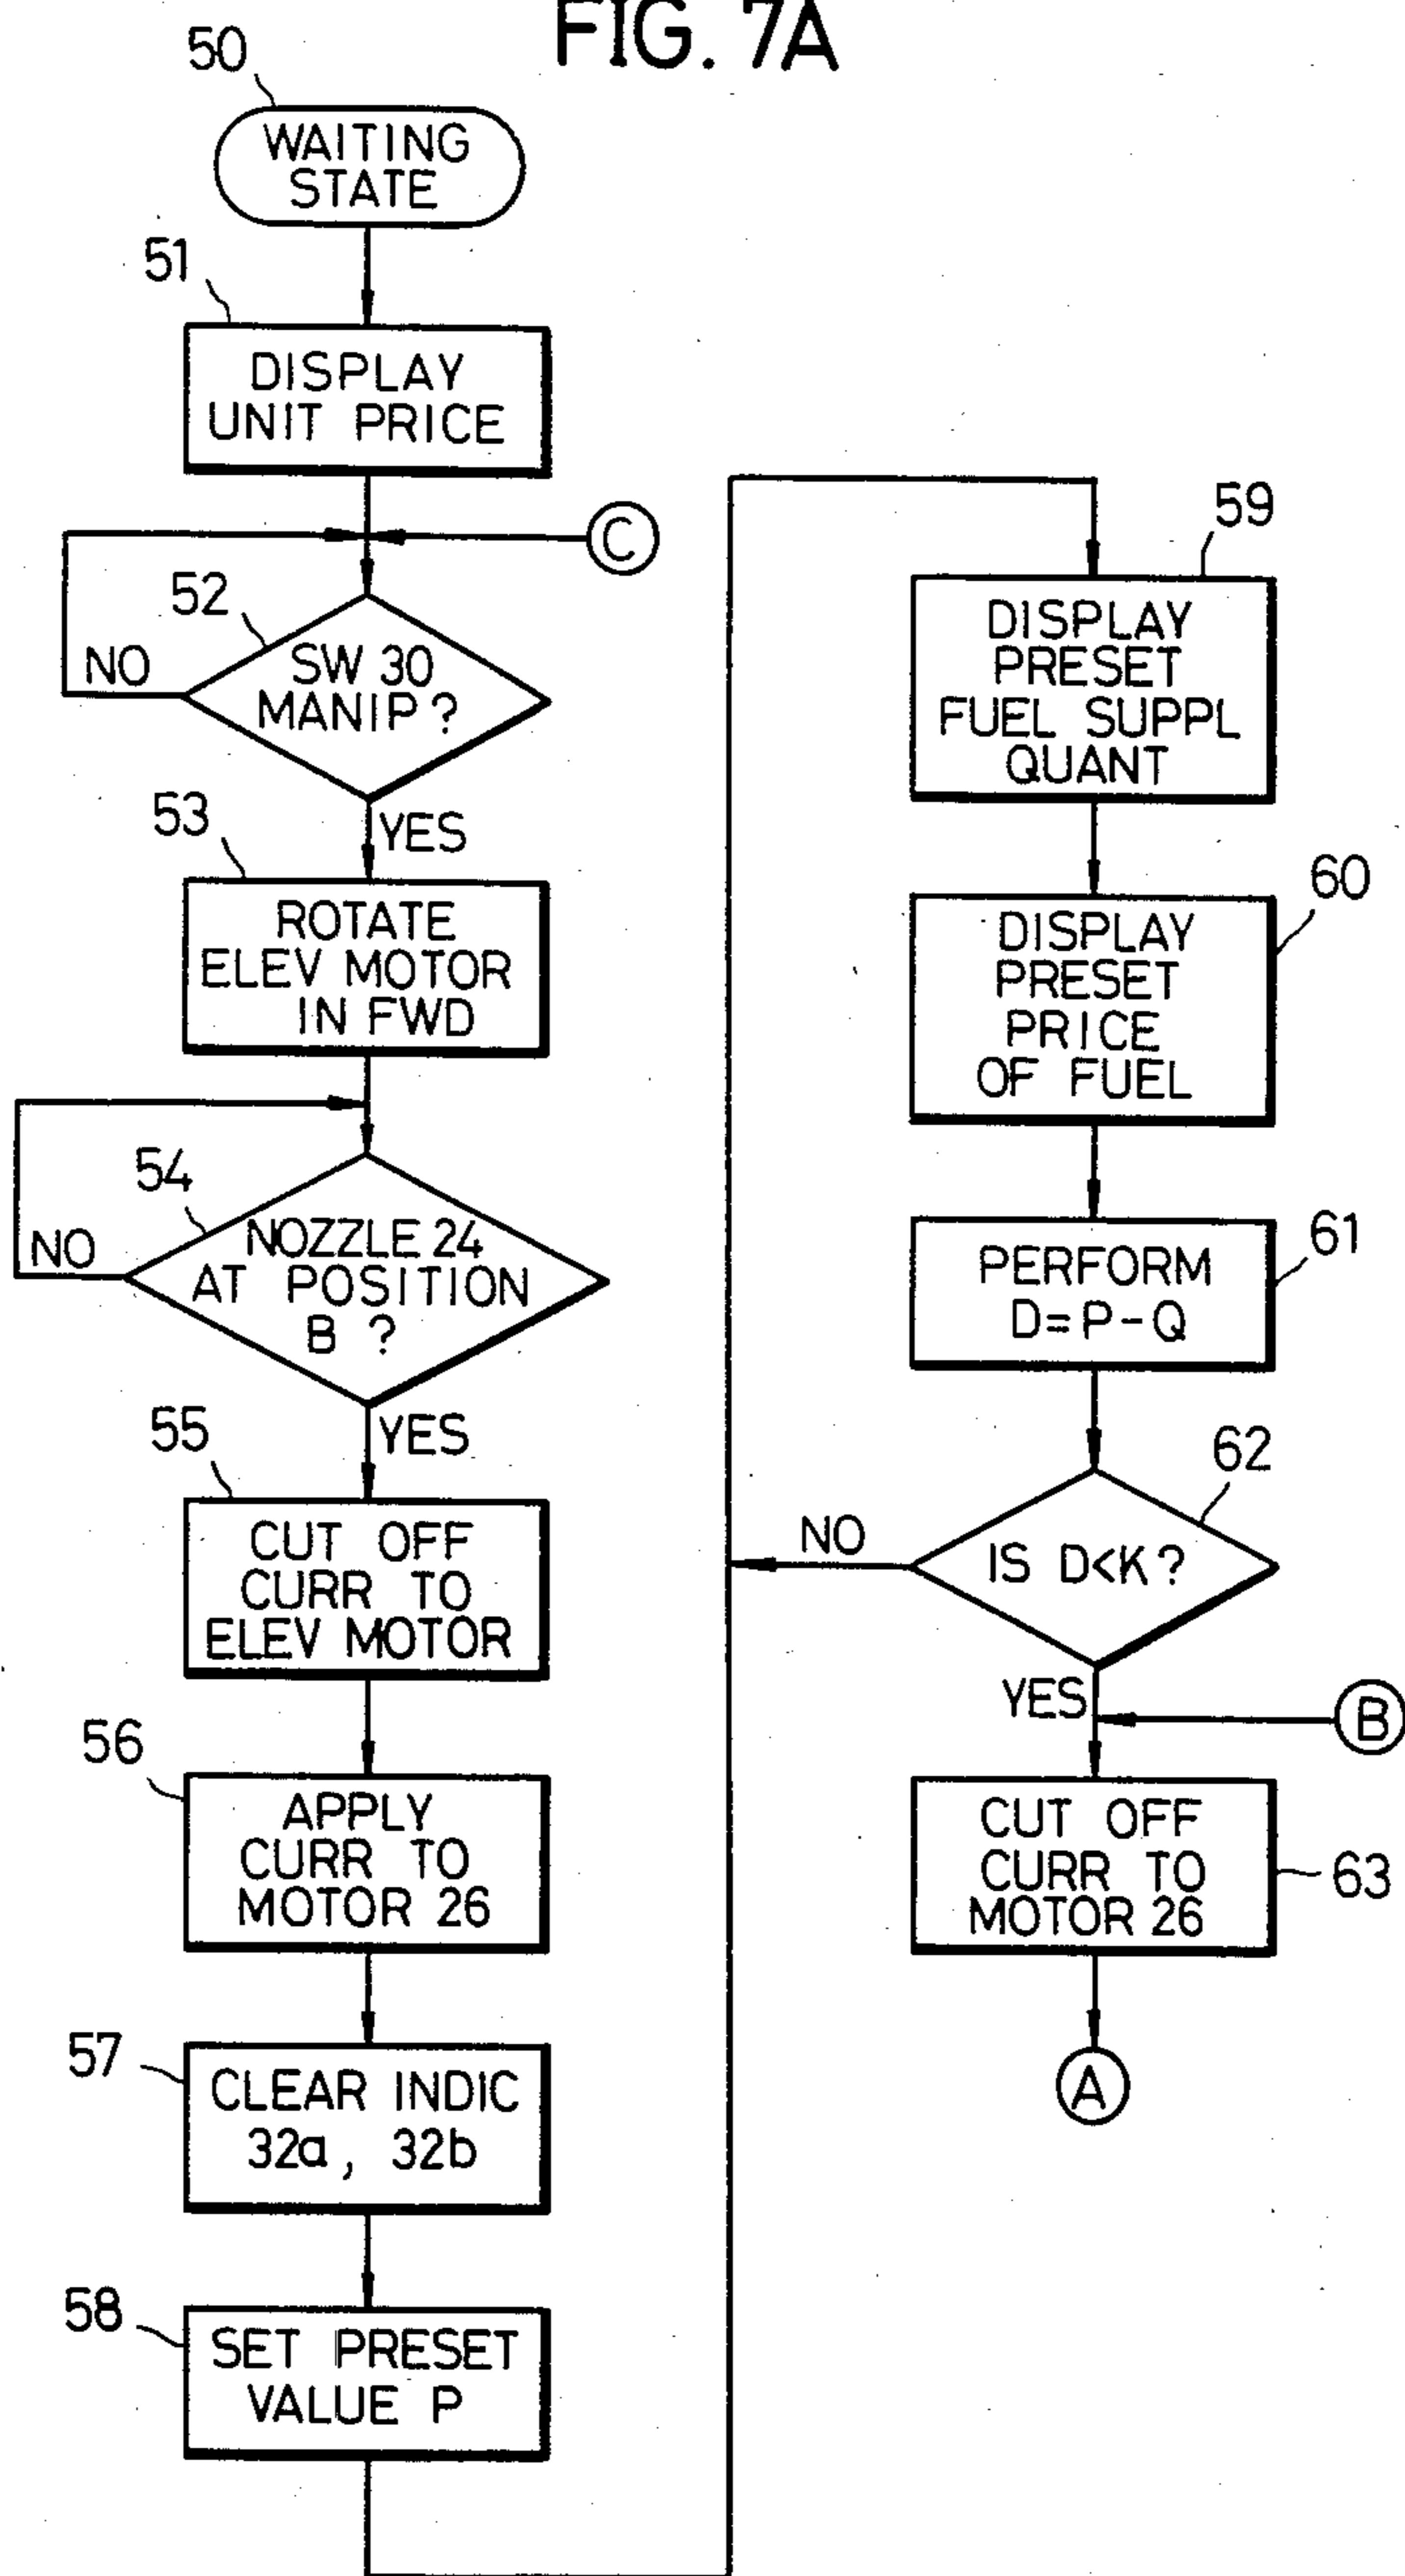 FIG. 7A
50
WAITING
STATE
51
DISPLAY
UNIT PRICE
C
52
SW 30
MANIP ?
NO
YES
53
ROTATE
ELEV MOTOR
IN FWD
54
NOZZLE 24
AT POSITION
B ?
NO
YES
55
CUT OFF
CURR TO
ELEV MOTOR
56
APPLY
CURR TO
MOTOR 26
57
CLEAR INDIC
32a, 32b
58
SET PRESET
VALUE P
59
DISPLAY
PRESET
FUEL SUPPL
QUANT
60
DISPLAY
PRESET
PRICE
OF FUEL
61
PERFORM
D=P-Q
62
IS D<K ?
NO
YES
B
63
CUT OFF
CURR TO
MOTOR 26
A